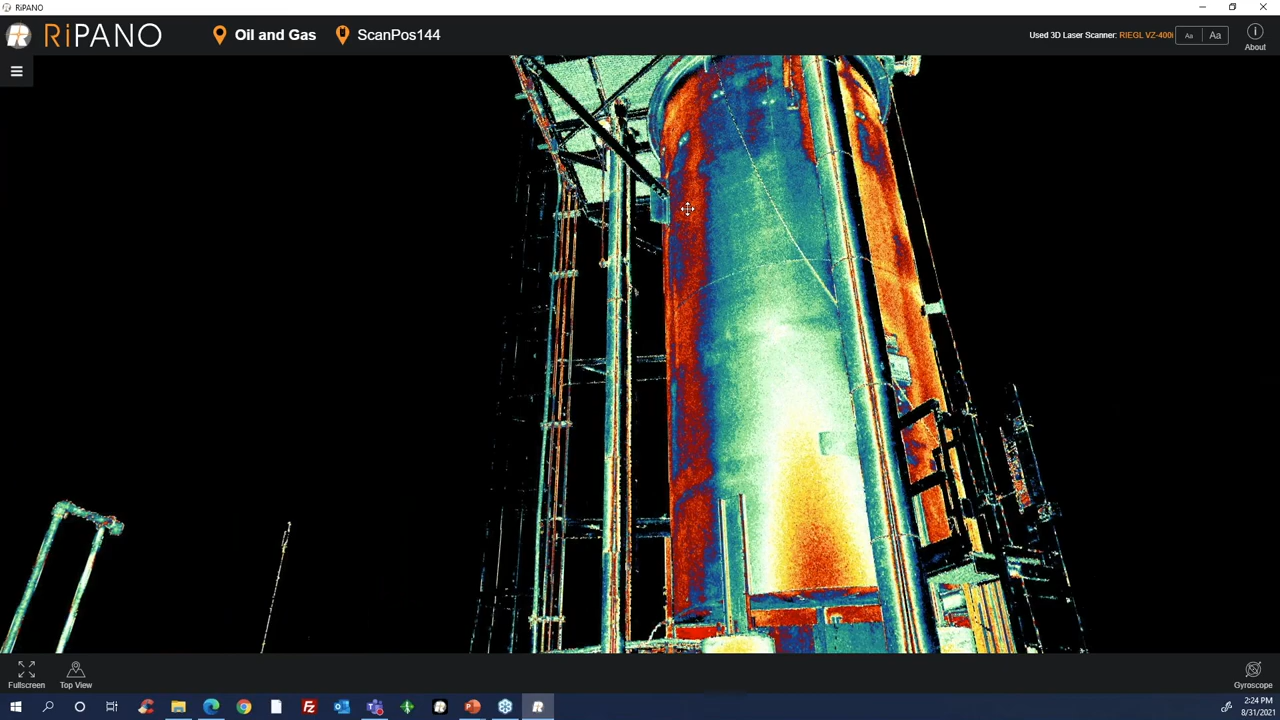 RiPANO
RiPANO
Oil and Gas
ScanPos144
Used 3D Laser Scanner: RIEGL VZ-400i
Aa
Aa
About
Fullscreen
Top View
Gyroscope
2:24 PM
8/31/2021